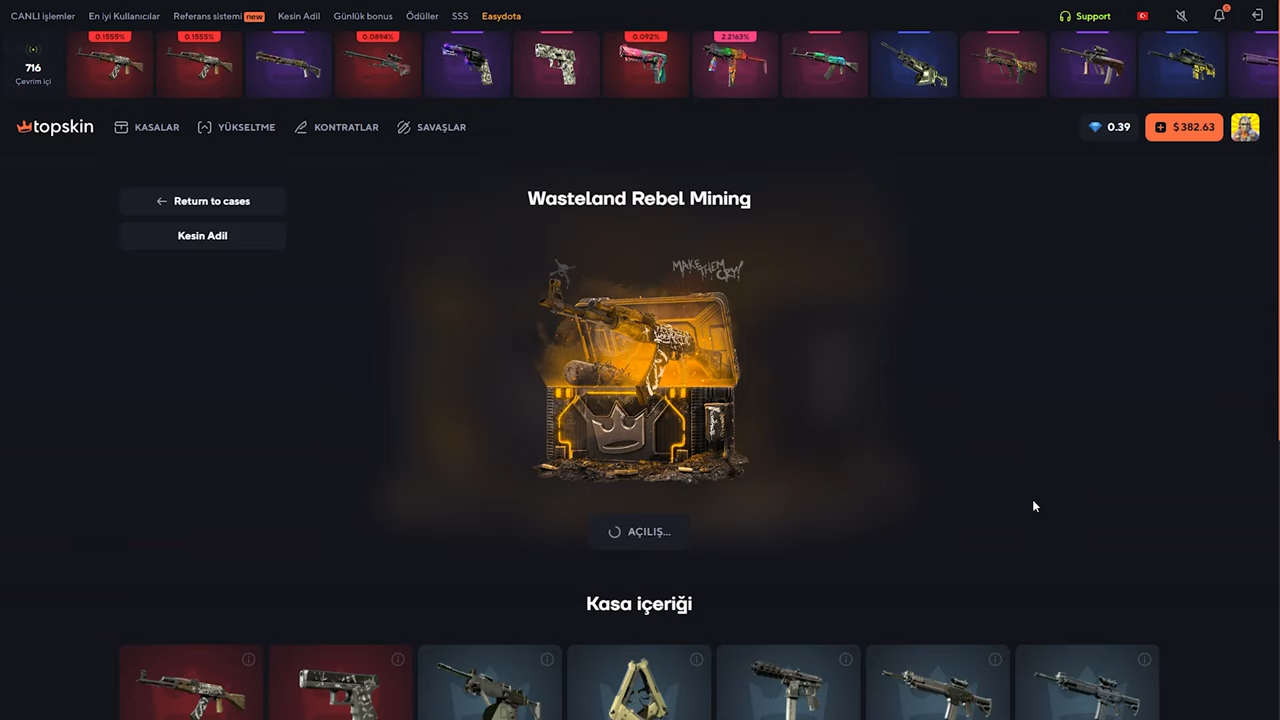 CANLI işlemler En iyi Kullanıcılar Referans sistemi new Kesin Adil Günlük bonus Ödüller SSS Easydota Support 5
0.1555% 0.1555% 0.0894% 0.092% 2.2163%
716
Çevrim içi
topskin KASALAR YÜKSELTME KONTRATLAR SAVAŞLAR 0.39 $382.63
← Return to cases
Kesin Adil
Wasteland Rebel Mining
MAKE THEM CRY!
AÇILIŞ...
Kasa içeriği